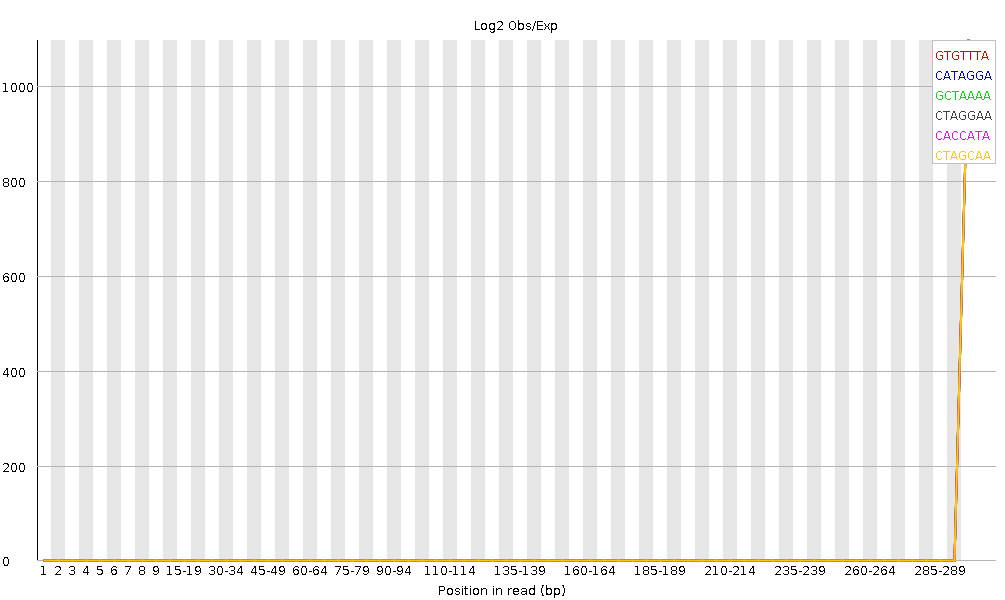 Log2 Obs/Exp
GTGTTTA
CATAGGA
GCTAAAA
CTAGGAA
CACCATA
CTAGCAA
1000
800
600
400
200
0
1 2 3 4 5 6 7 8 9 15-19 30-34 45-49 60-64 75-79 90-94 110-114 135-139 160-164 185-189 210-214 235-239 260-264 285-289
Position in read (bp)